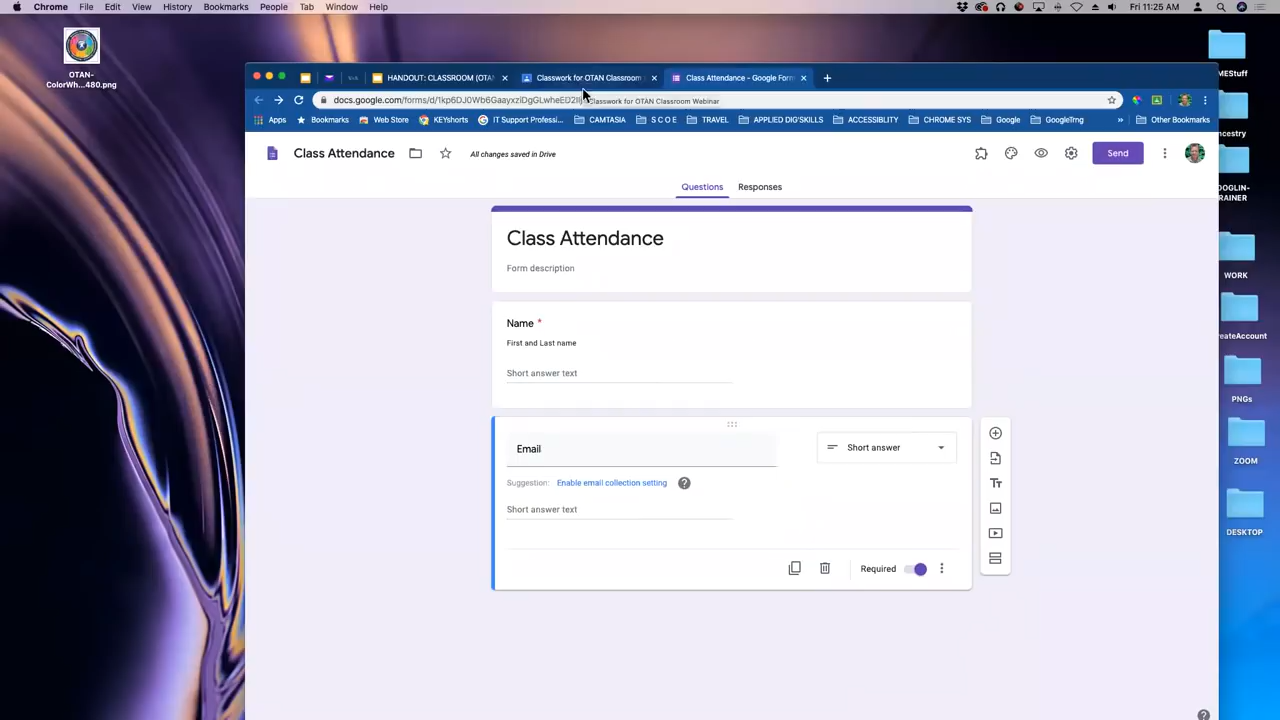 Chrome File Edit View History Bookmarks People Tab Window Help
Fri 11:25 AM
OTAN-
ColorWh...480.png
HANDOUT: CLASSROOM (OTAN
Classwork for OTAN Classroom
Class Attendance - Google Form
docs.google.com/forms/d/
Classwork for OTAN Classroom Webinar
Apps Bookmarks Web Store KEYshorts IT Support Professi... CAMTASIA S C O E TRAVEL APPLIED DIG'SKILLS ACCESSIBLITY CHROME SYS Google GoogleTrng » Other Bookmarks
Class Attendance
All changes saved in Drive
Send
Questions
Responses
Class Attendance
Form description
Name *
First and Last name
Short answer text
Email
Short answer
Suggestion: Enable email collection setting
Short answer text
Required
MEStuff
ncestry
OOGLIN-
RAINER
WORK
reateAccount
PNGs
ZOOM
DESKTOP